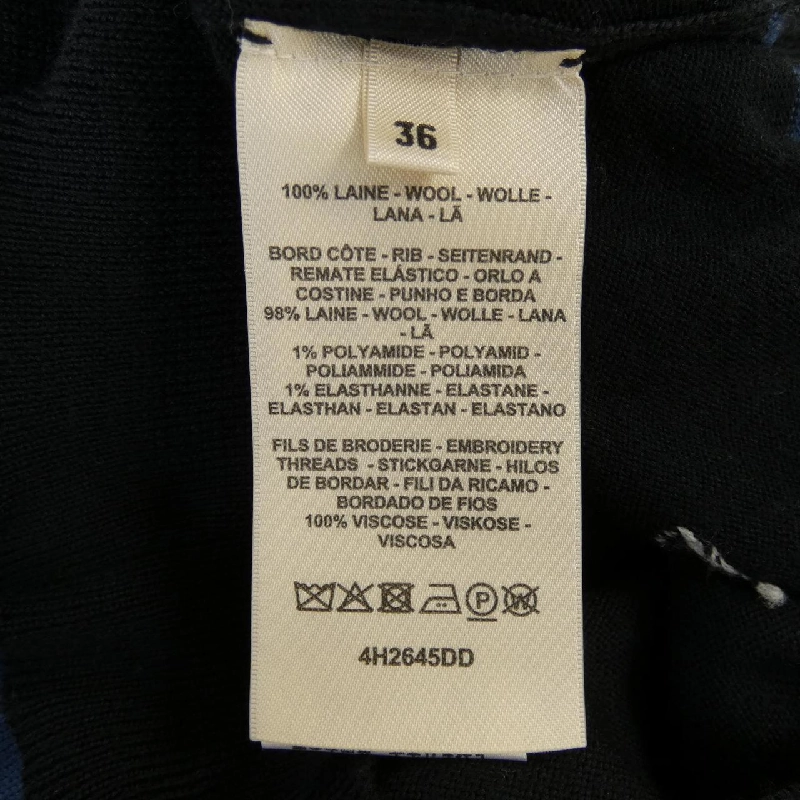 36
100% LAINE - WOOL - WOLLE -
LANA - LÃ
BORD CÔTE - RIB - SEITENRAND -
REMATE ELÁSTICO - ORLO A
COSTINE - PUNHO E BORDA
98% LAINE - WOOL - WOLLE - LANA
- LÃ
1% POLYAMIDE - POLYAMID -
POLIAMMIDE - POLIAMIDA
1% ELASTHANNE - ELASTANE -
ELASTHAN - ELASTAN - ELASTANO
FILS DE BRODERIE - EMBROIDERY
THREADS - STICKGARNE - HILOS
DE BORDAR - FILI DA RICAMO -
BORDADO DE FIOS
100% VISCOSE - VISKOSE -
VISCOSA
P W
4H2645DD